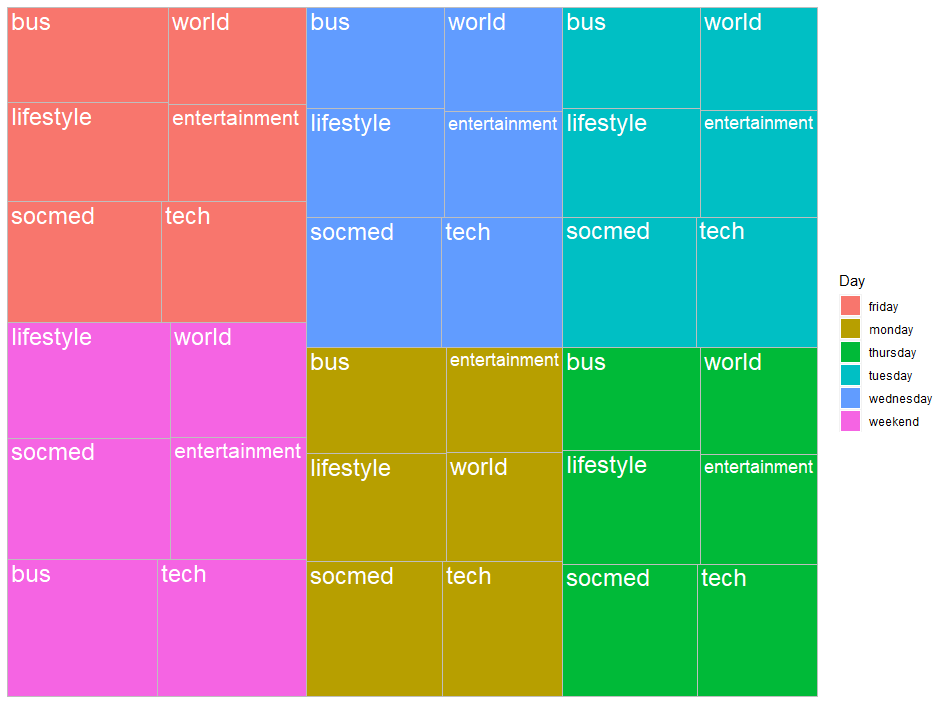 bus
world
lifestyle
entertainment
socmed
tech
lifestyle
world
socmed
entertainment
bus
tech
bus
world
lifestyle
entertainment
socmed
tech
bus
entertainment
lifestyle
world
socmed
tech
bus
world
lifestyle
entertainment
socmed
tech
bus
world
lifestyle
entertainment
socmed
tech
Day
friday
monday
thursday
tuesday
wednesday
weekend